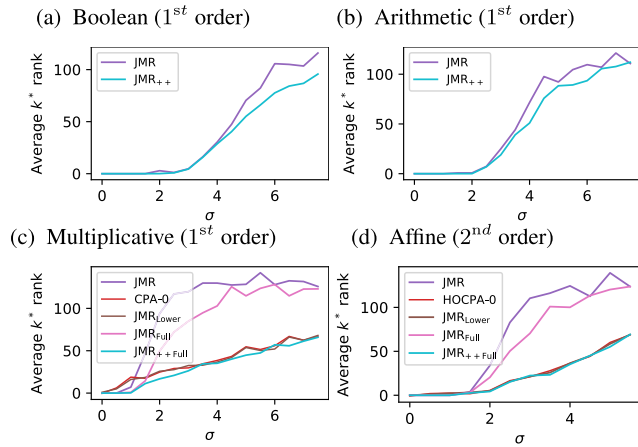 (a) Boolean (1st order)
(b) Arithmetic (1st order)
Average k* rank
100
50
0
JMR
JMR++
0 2 4 6
σ
Average k* rank
100
50
0
JMR
JMR++
0 2 4 6
σ
(c) Multiplicative (1st order)
(d) Affine (2nd order)
Average k* rank
100
50
0
JMR
CPA-0
JMRLower
JMRFull
JMR++Full
0 2 4 6
σ
Average k* rank
100
50
0
JMR
HOCPA-0
JMRLower
JMRFull
JMR++Full
0 2 4
σ